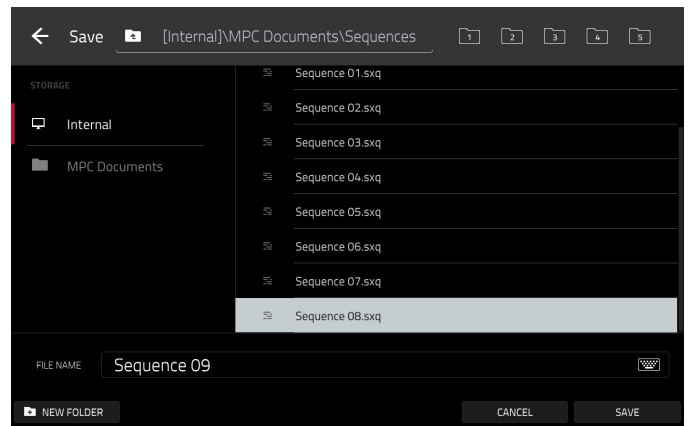 Save [Internal]\MPC Documents\Sequences 1 2 3 4 5
STORAGE
Internal
MPC Documents
Sequence 01.sxq
Sequence 02.sxq
Sequence 03.sxq
Sequence 04.sxq
Sequence 05.sxq
Sequence 06.sxq
Sequence 07.sxq
Sequence 08.sxq
FILE NAME Sequence 09
NEW FOLDER CANCEL SAVE